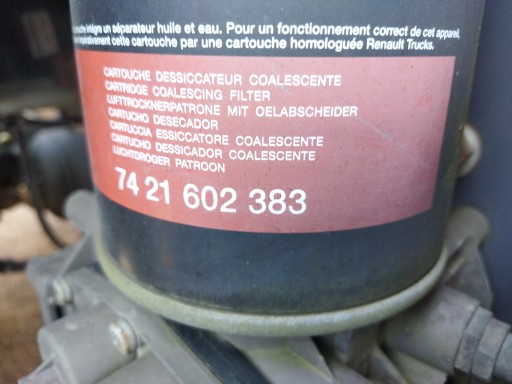 intègre un séparateur huile et eau. Pour un fonctionnement correct de cet appareil,
impérativement cette cartouche par une cartouche homologuée Renault Trucks.
CARTOUCHE DESSICCATEUR COALESCENTE
CARTRIDGE COALESCING FILTER
LUFTTROCKNERPATRONE MIT OELABSCHEIDER
CARTUCHO DESECADOR
CARTUCCIA ESSICCATORE COALESCENTE
CARTUCHO DESSICADOR COALESCENTE
LUCHTDROGER PATROON
74 21 602 383